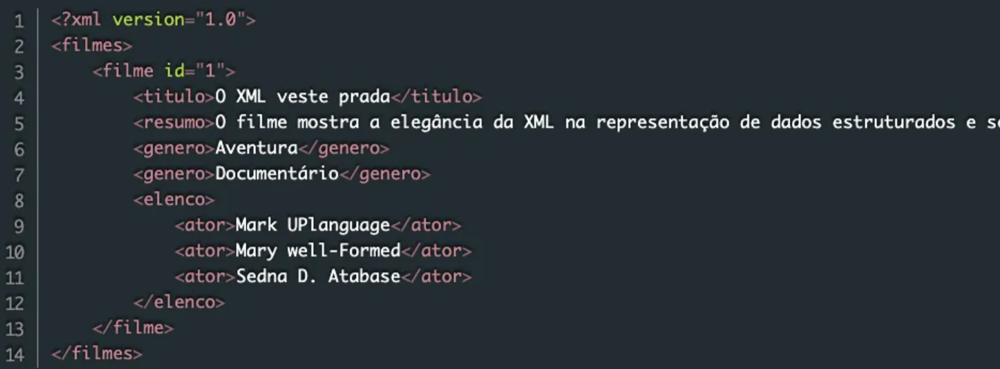 1 <?xml version="1.0">
2 <filmes>
3 <filme id="1">
4 <titulo>O XML veste prada</titulo>
5 <resumo>O filme mostra a elegância da XML na representação de dados estruturados e
6 <genero>Aventura</genero>
7 <genero>Documentário</genero>
8 <elenco>
9 <ator>Mark UPlanguage</ator>
10 <ator>Mary well-Formed</ator>
11 <ator>Sedna D. Atabase</ator>
12 </elenco>
13 </filme>
14 </filmes>